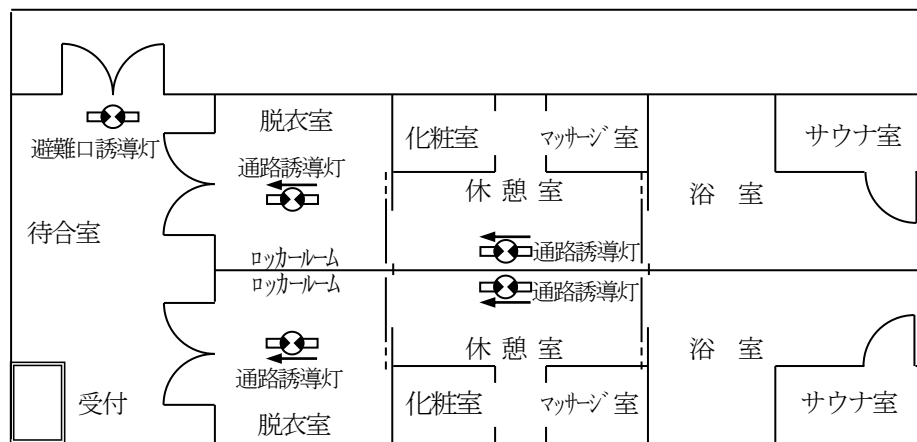 脱衣室
化粧室
マッサージ室
サウナ室
避難口誘導灯
通路誘導灯
休憩室
浴室
待合室
ロッカールーム
通路誘導灯
ロッカールーム
通路誘導灯
休憩室
浴室
通路誘導灯
受付
化粧室
マッサージ室
サウナ室
脱衣室